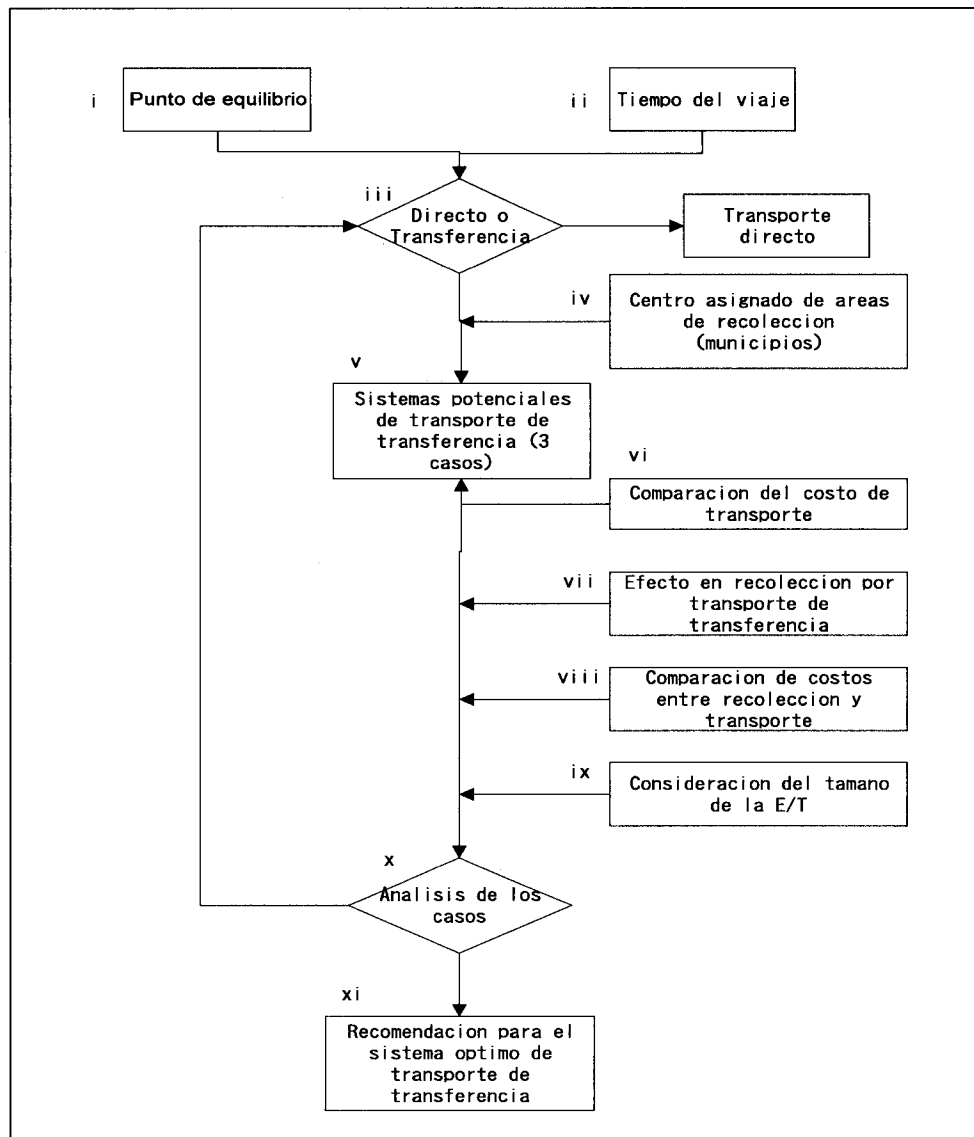 i
Punto de equilibrio
ii
Tiempo del viaje
iii
Directo o
Transferencia
Transporte
directo
iv
Centro asignado de areas
de recoleccion
(municipios)
v
Sistemas potenciales
de transporte de
transferencia (3
casos)
vi
Comparacion del costo de
transporte
vii
Efecto en recoleccion por
transporte de
transferencia
viii
Comparacion de costos
entre recoleccion y
transporte
ix
Consideracion del tamano
de la E/T
x
Analisis de los
casos
xi
Recomendacion para el
sistema optimo de
transporte de
transferencia